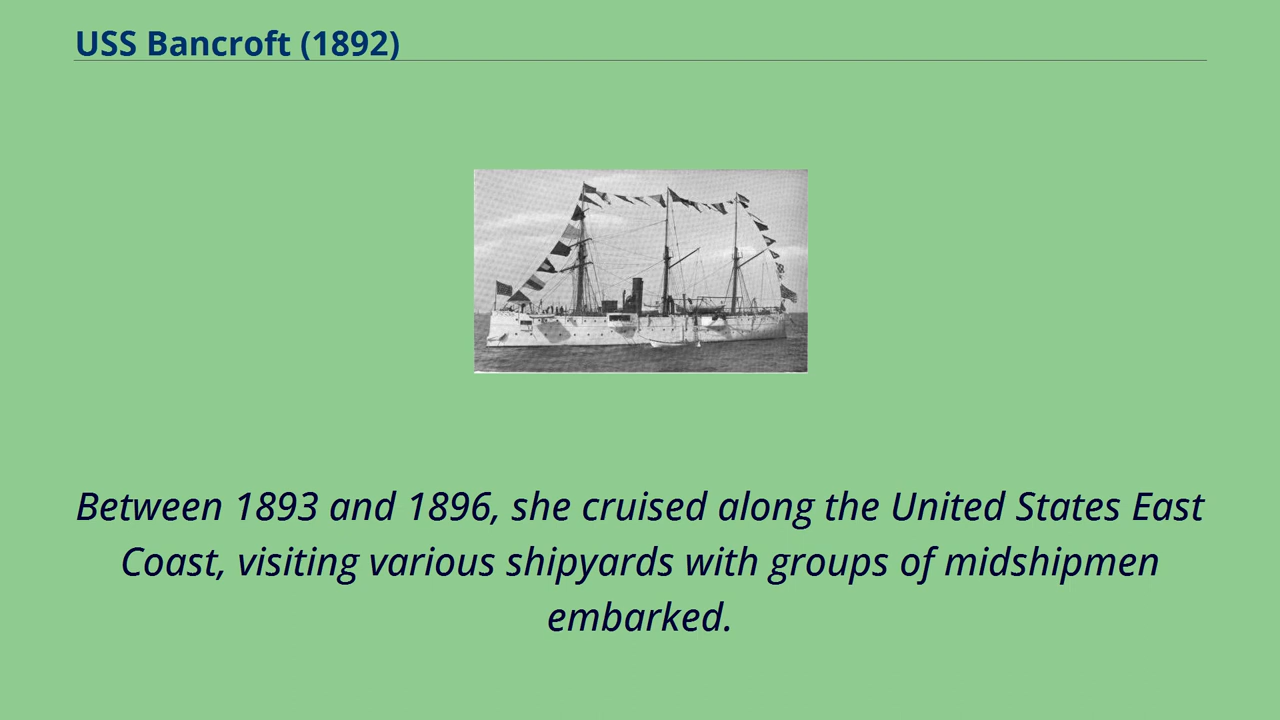 USS Bancroft (1892)
Between 1893 and 1896, she cruised along the United States East
Coast, visiting various shipyards with groups of midshipmen
embarked.